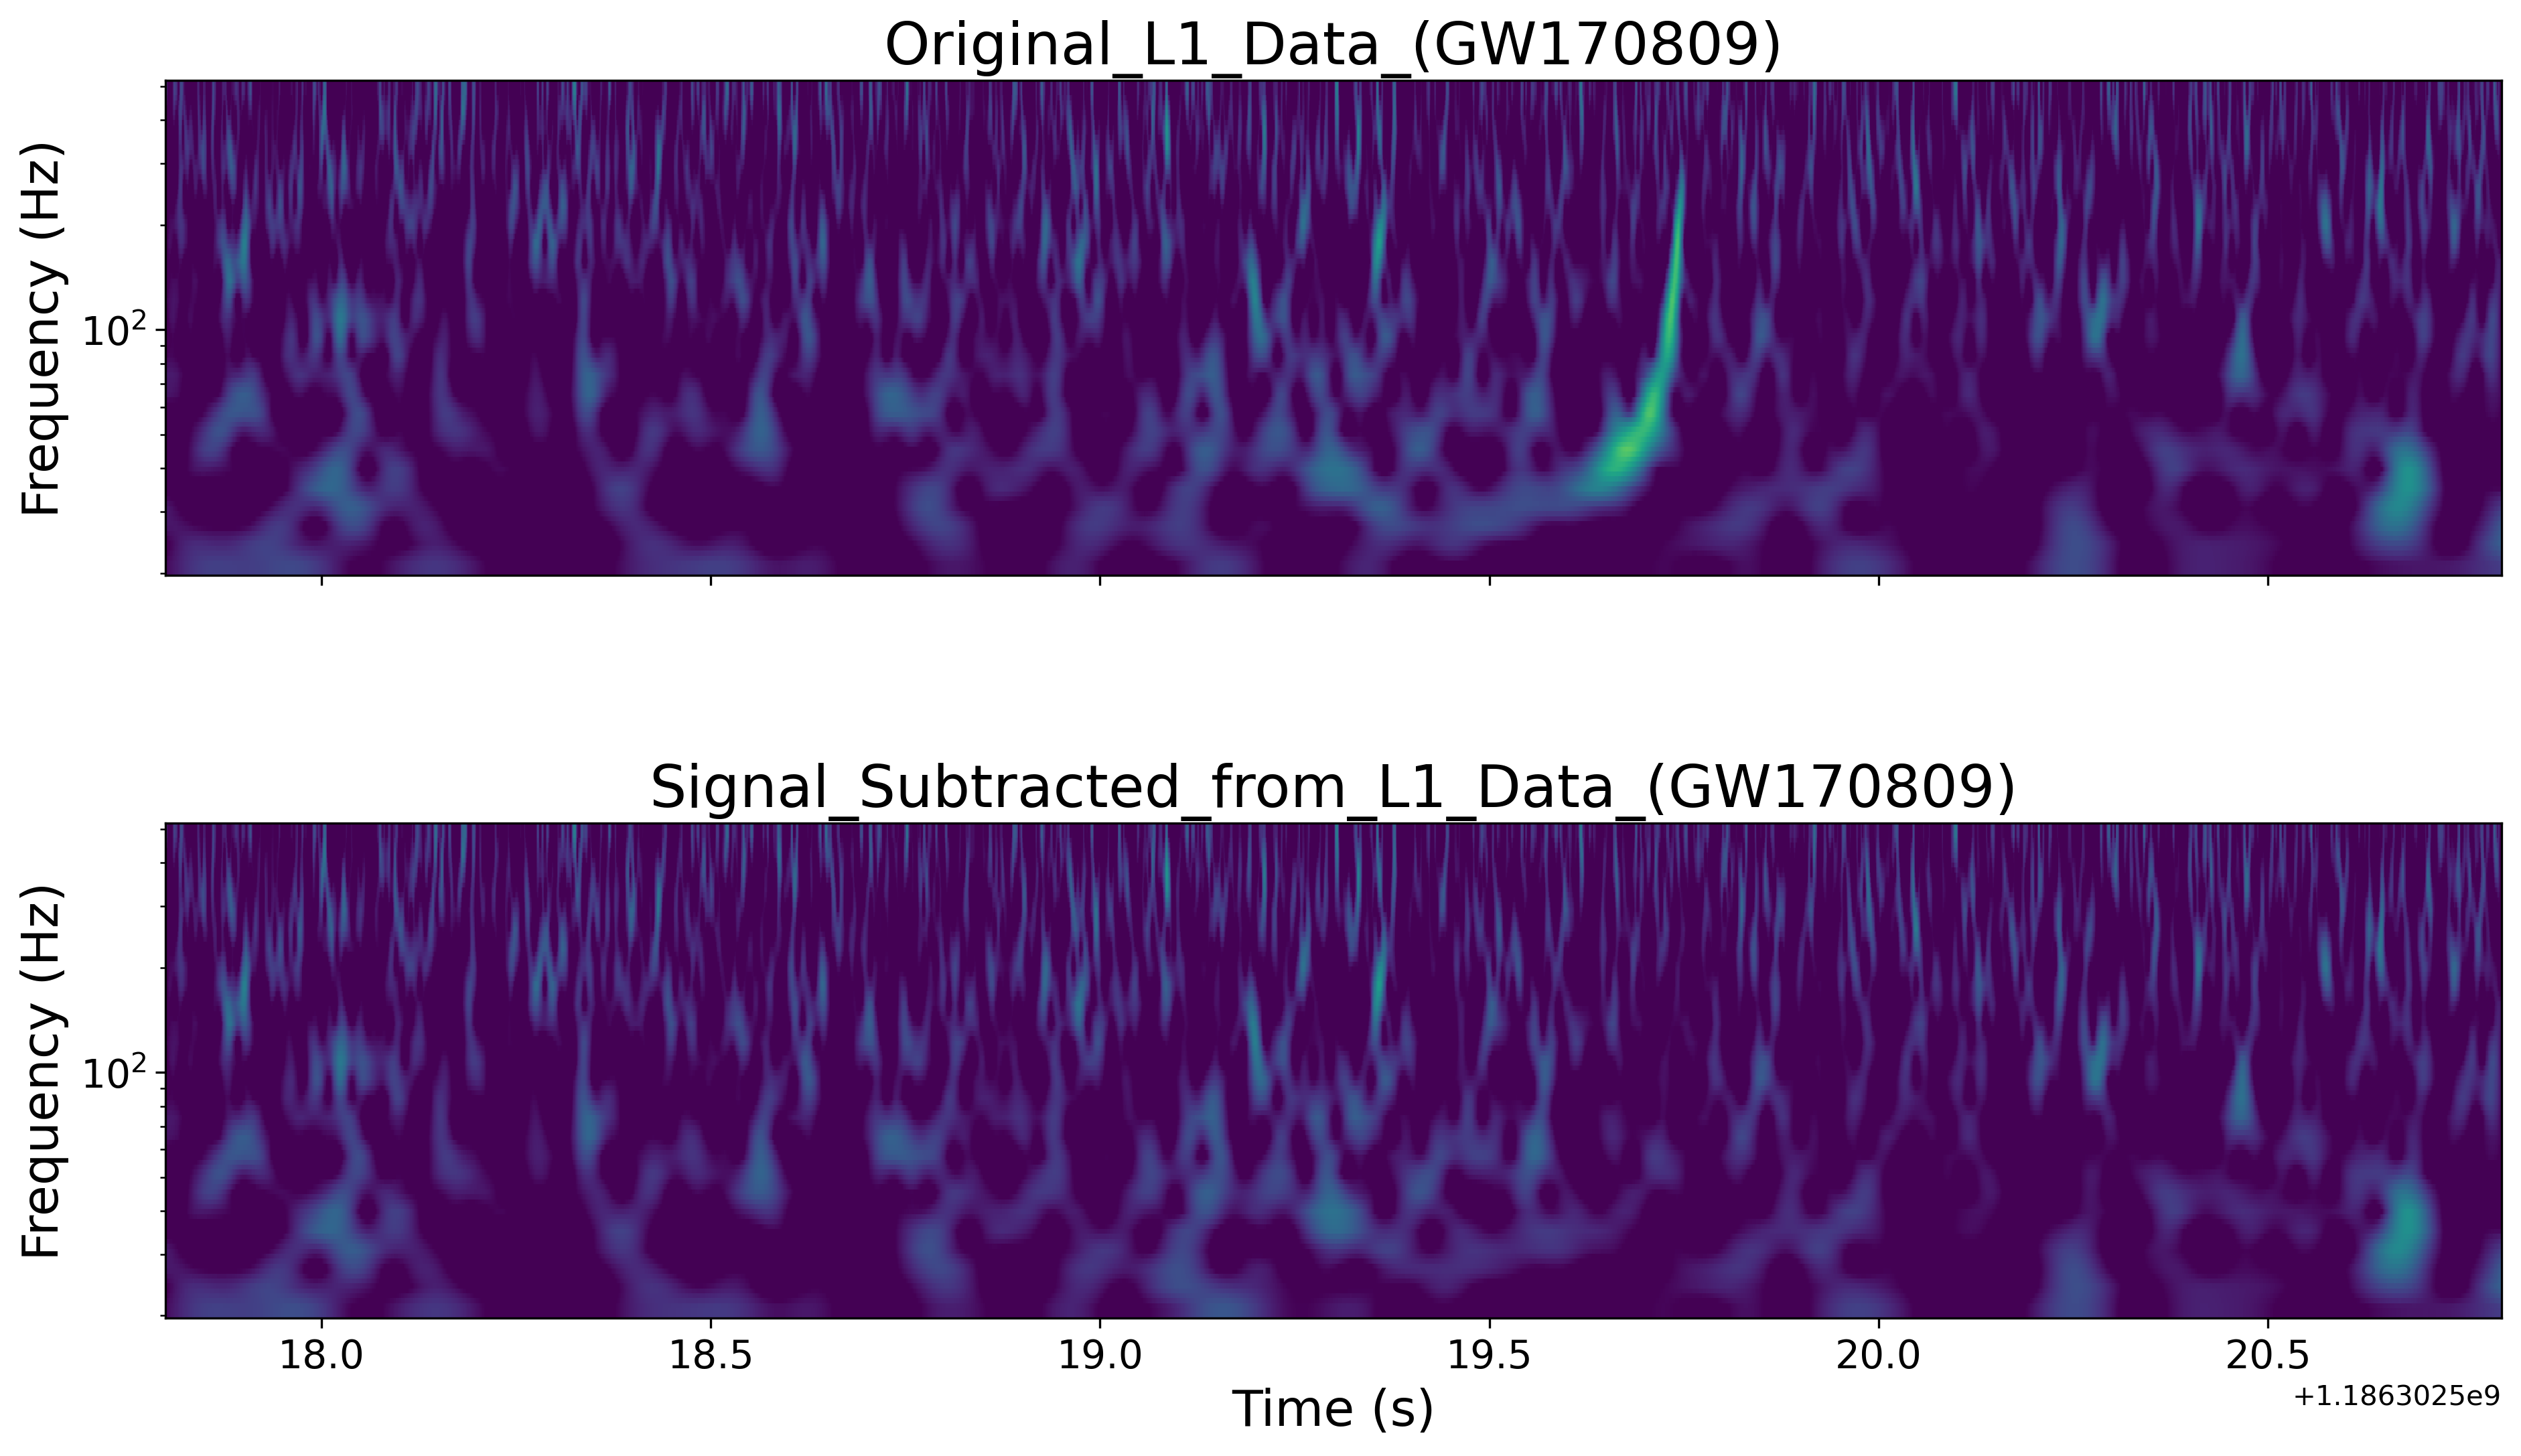 Original_L1_Data_(GW170809)
Frequency (Hz)
10²
Signal_Subtracted_from_L1_Data_(GW170809)
Frequency (Hz)
10²
18.0 18.5 19.0 19.5 20.0 20.5
Time (s)
+1.1863025e9